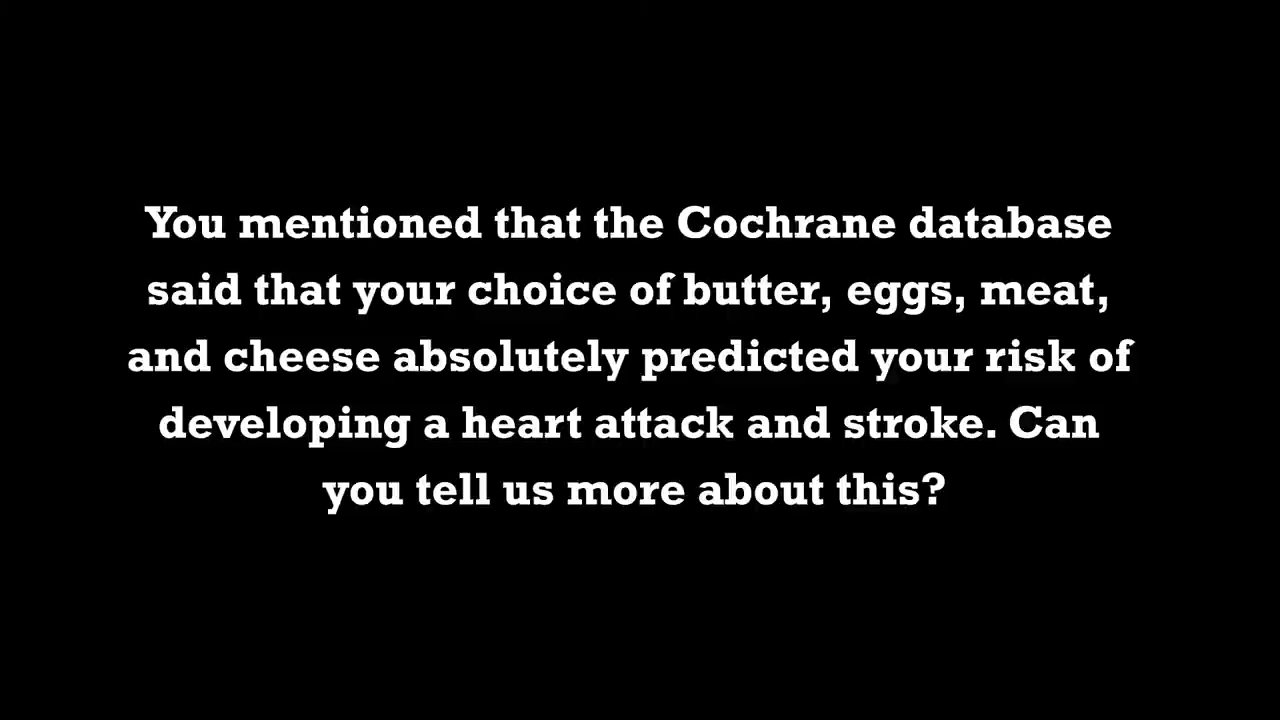 You mentioned that the Cochrane database
said that your choice of butter, eggs, meat,
and cheese absolutely predicted your risk of
developing a heart attack and stroke. Can
you tell us more about this?